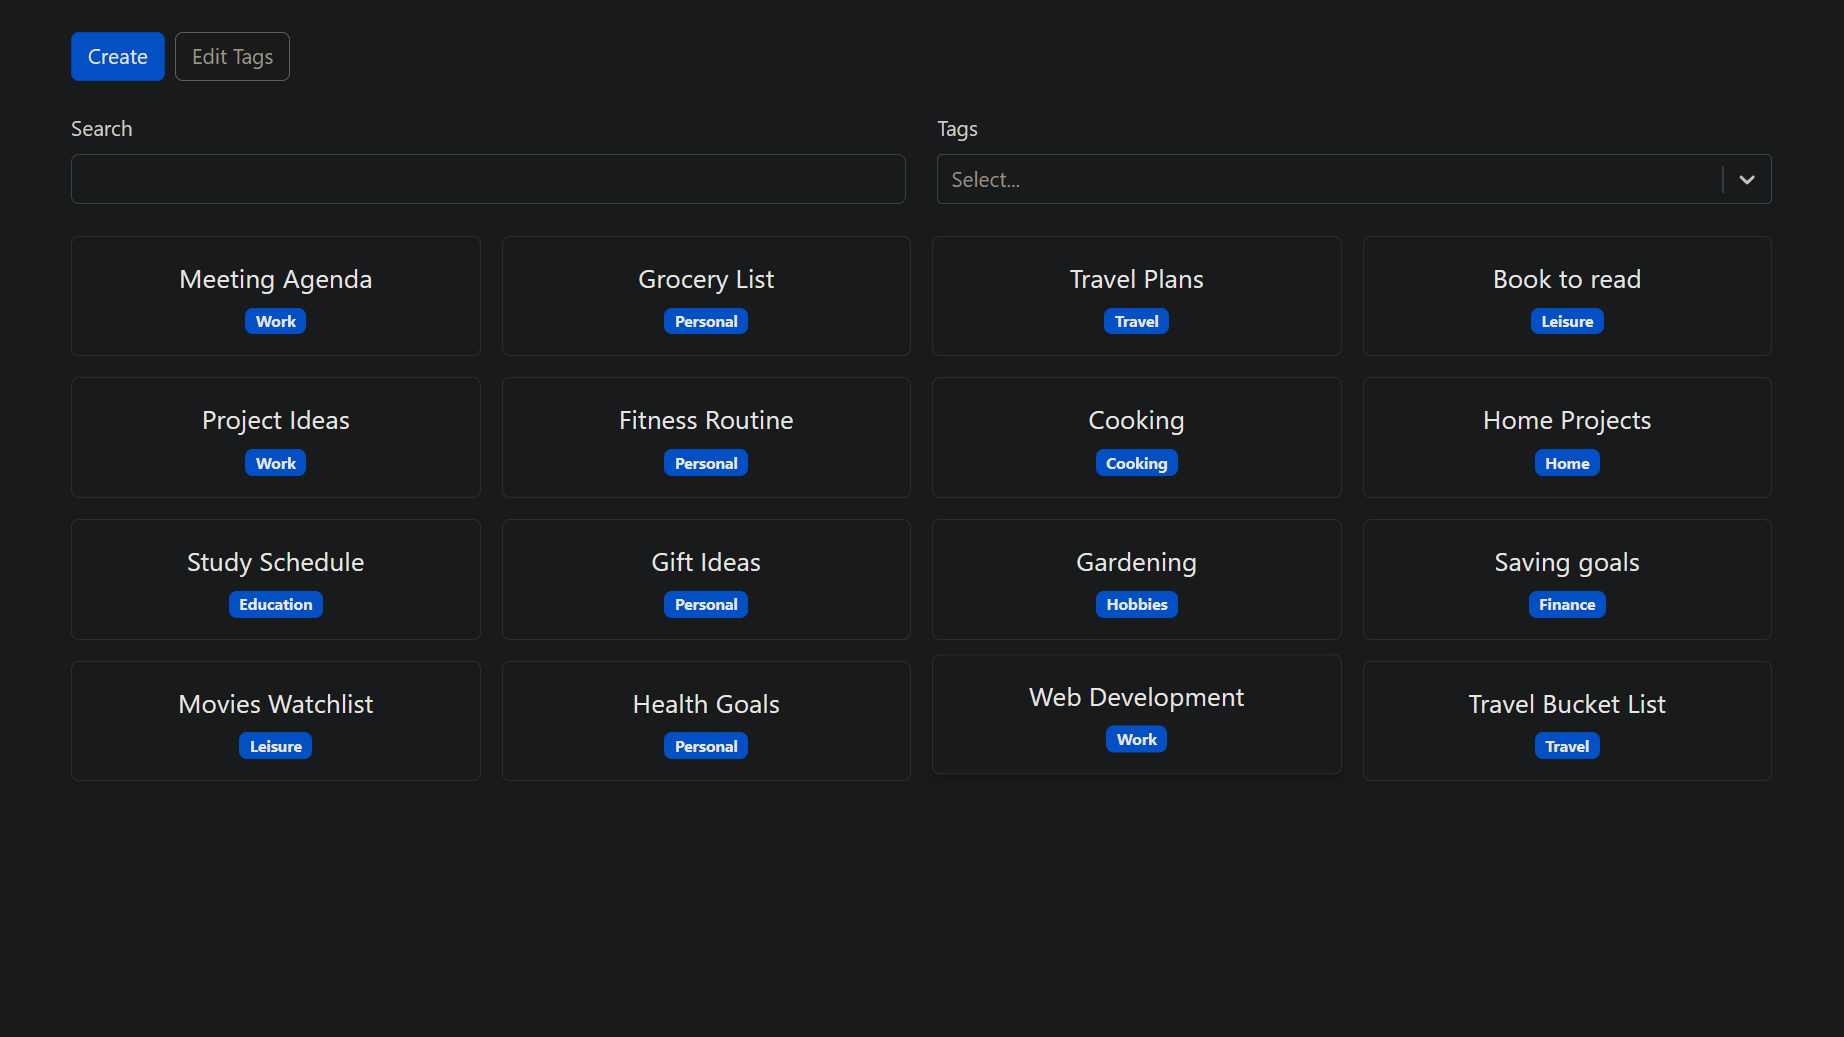 Create
Edit Tags
Search
Tags
Select...
Meeting Agenda
Work
Grocery List
Personal
Travel Plans
Travel
Book to read
Leisure
Project Ideas
Work
Fitness Routine
Personal
Cooking
Cooking
Home Projects
Home
Study Schedule
Education
Gift Ideas
Personal
Gardening
Hobbies
Saving goals
Finance
Movies Watchlist
Leisure
Health Goals
Personal
Web Development
Work
Travel Bucket List
Travel